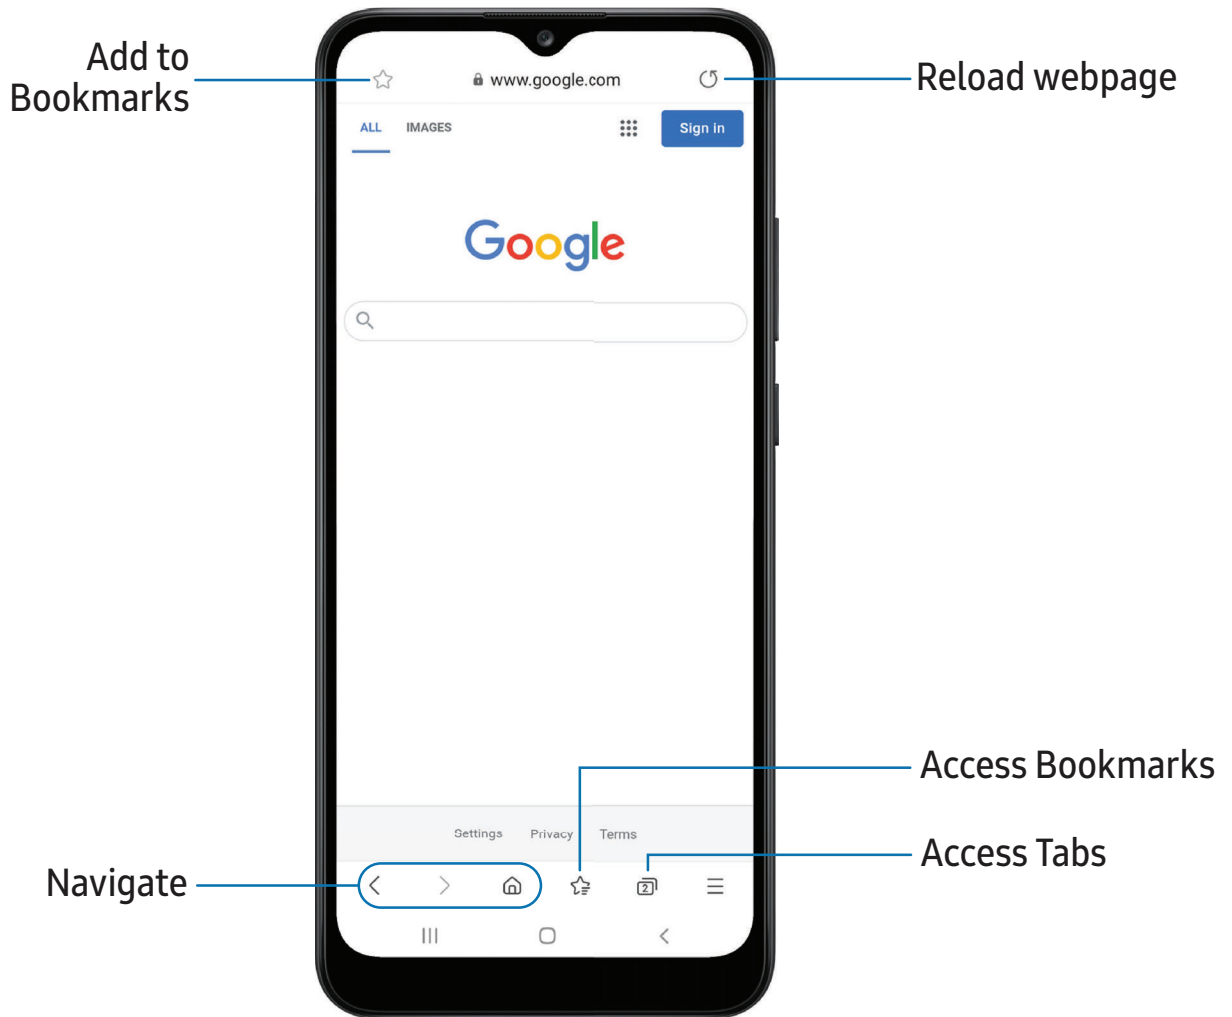 Add to
Bookmarks
www.google.com
Reload webpage
ALL IMAGES
Sign in
Google
Access Bookmarks
Settings Privacy Terms
Access Tabs
Navigate
2